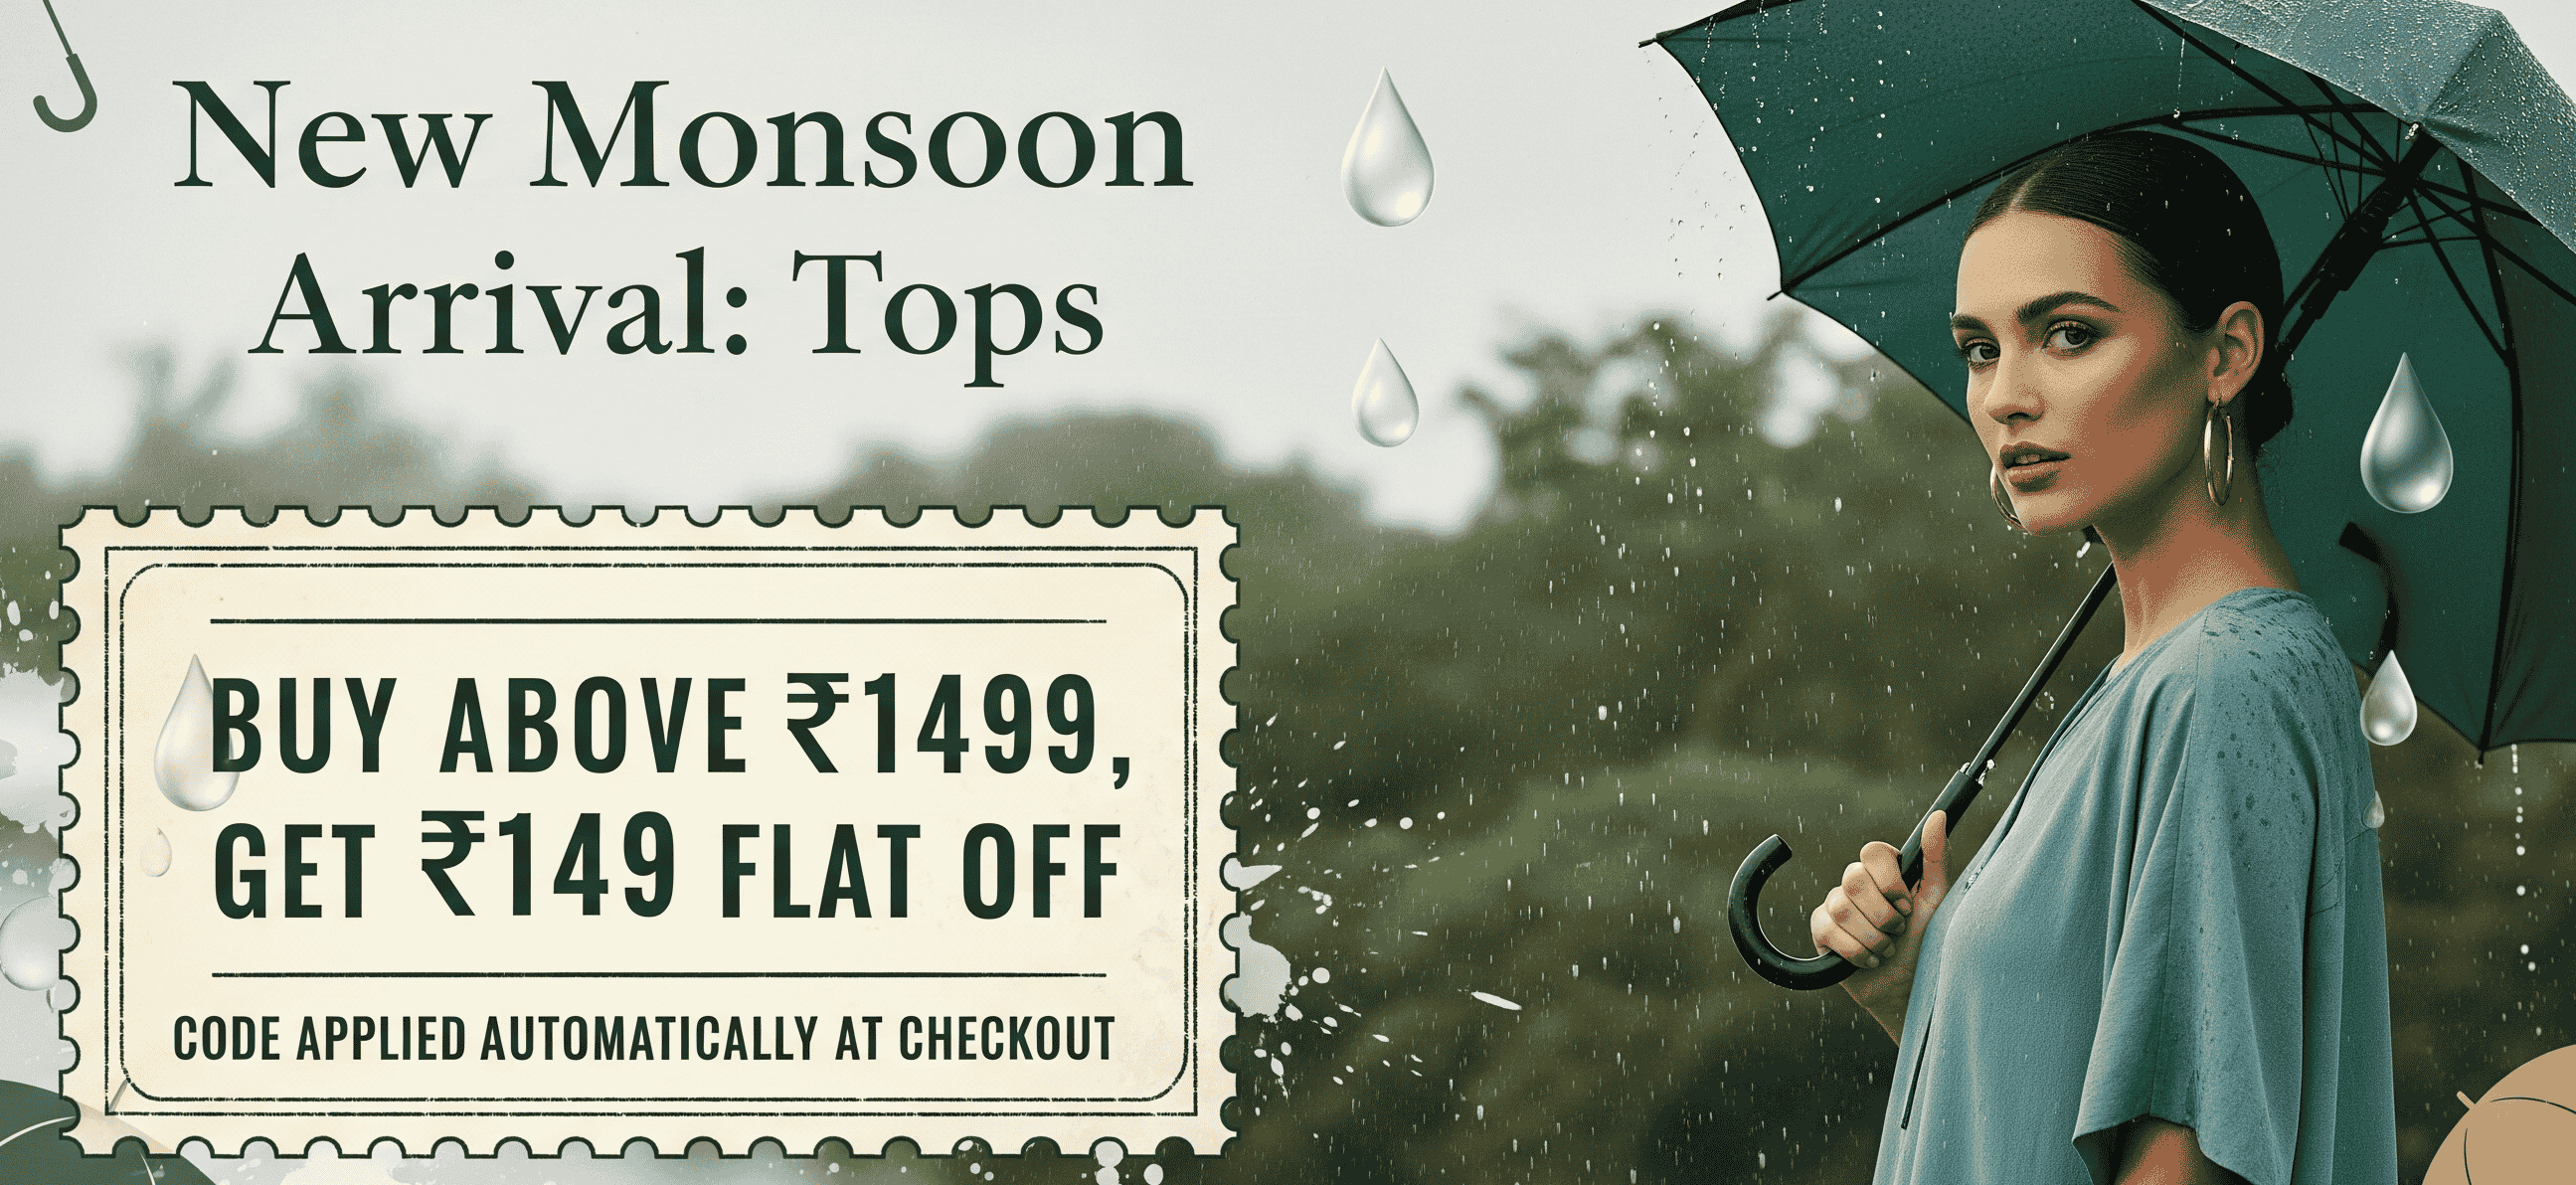 New Monsoon
Arrival: Tops
BUY ABOVE ₹1499,
GET ₹149 FLAT OFF
CODE APPLIED AUTOMATICALLY AT CHECKOUT